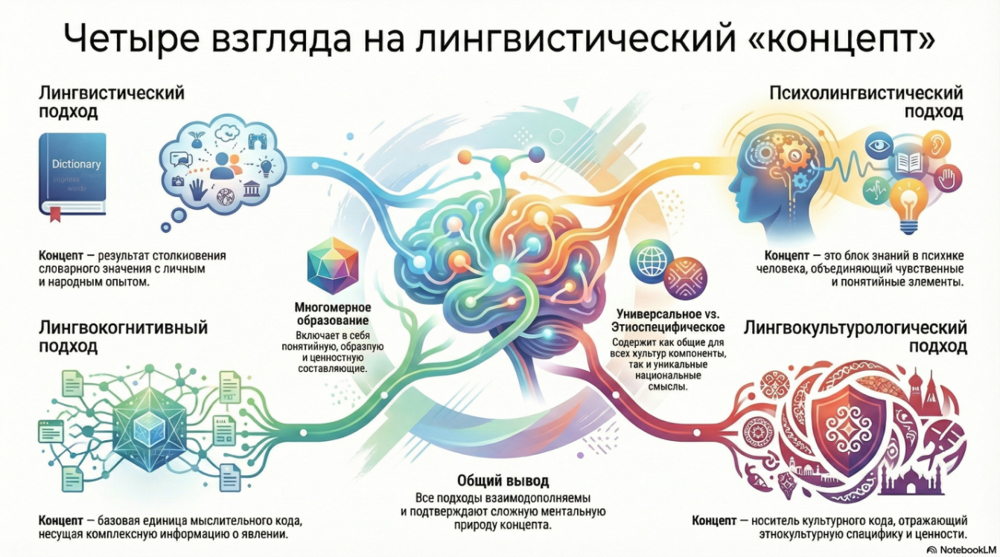 Четыре взгляда на лингвистический «концепт»
Лингвистический
подход
Dictionary
words
Концепт — результат столкиовения
словарного значения с личным
и народным опытом.
Психолингвистический
подход
Концепт — это блок знаний в психнке
человека, объединяющий чувственные
и понятийные элементы.
Многомерное
образование
Включает в себя
понятийную, образпую
и ценностную
составляющие.
Универсальное vs.
Этиоспецифическое
Содержит как общие для
всех культур компоненты,
так и уникальные
национальные
смыслы.
Лингвокогнитивный
подход
Концепт — базовая единица мыслительного кода,
несущая комплексную информацию о явлении.
Лингвокультурологический
подход
Концепт — носитель культурного кода, отражающий
этнокультурную спацифику и ценности.
Общий вывод
Все подходы взаимодополняемы
и подтверждают сложную ментальную
природу концепта.
NotebookLM